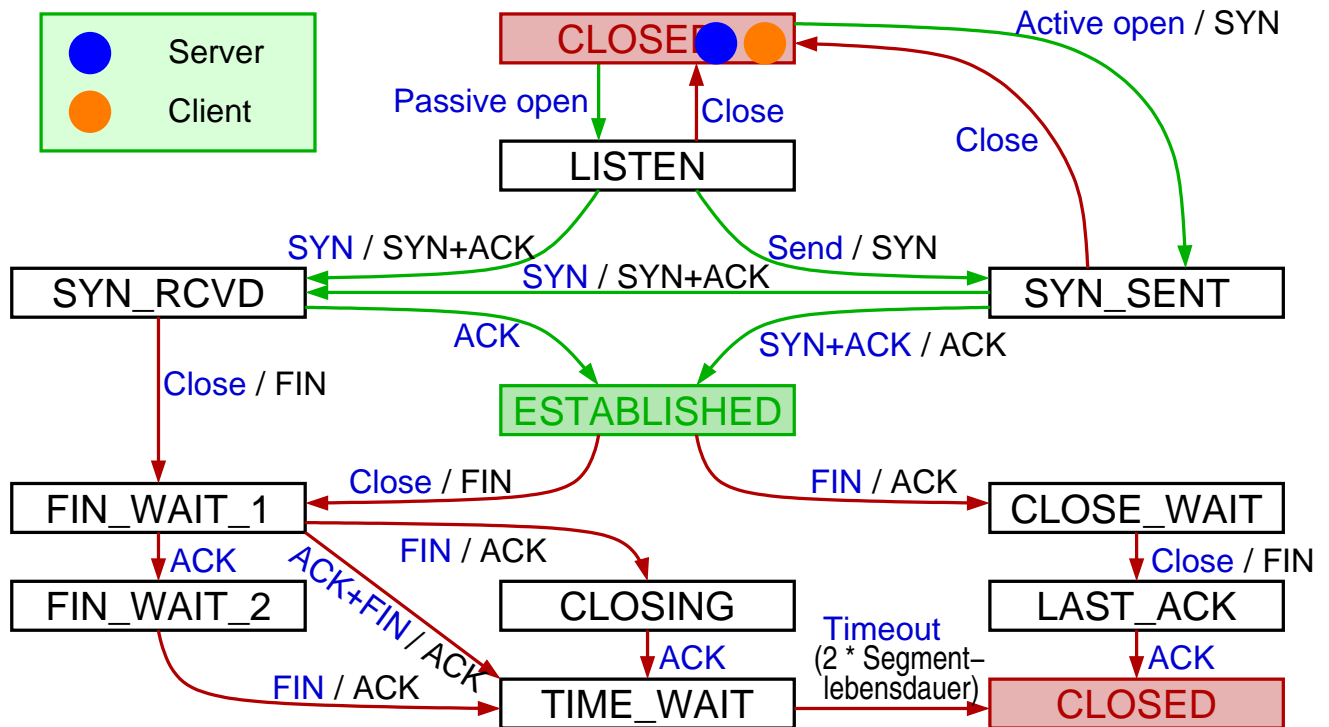 Server
Client
CLOSED
Active open / SYN
Passive open
Close
Close
LISTEN
SYN / SYN+ACK
Send / SYN
SYN / SYN+ACK
SYN_RCVD
SYN_SENT
ACK
SYN+ACK / ACK
Close / FIN
ESTABLISHED
Close / FIN
FIN / ACK
FIN_WAIT_1
CLOSE_WAIT
ACK
ACK+FIN / ACK
FIN / ACK
Close / FIN
FIN_WAIT_2
CLOSING
LAST_ACK
FIN / ACK
ACK
Timeout
(2 * Segment–
lebensdauer)
ACK
TIME_WAIT
CLOSED